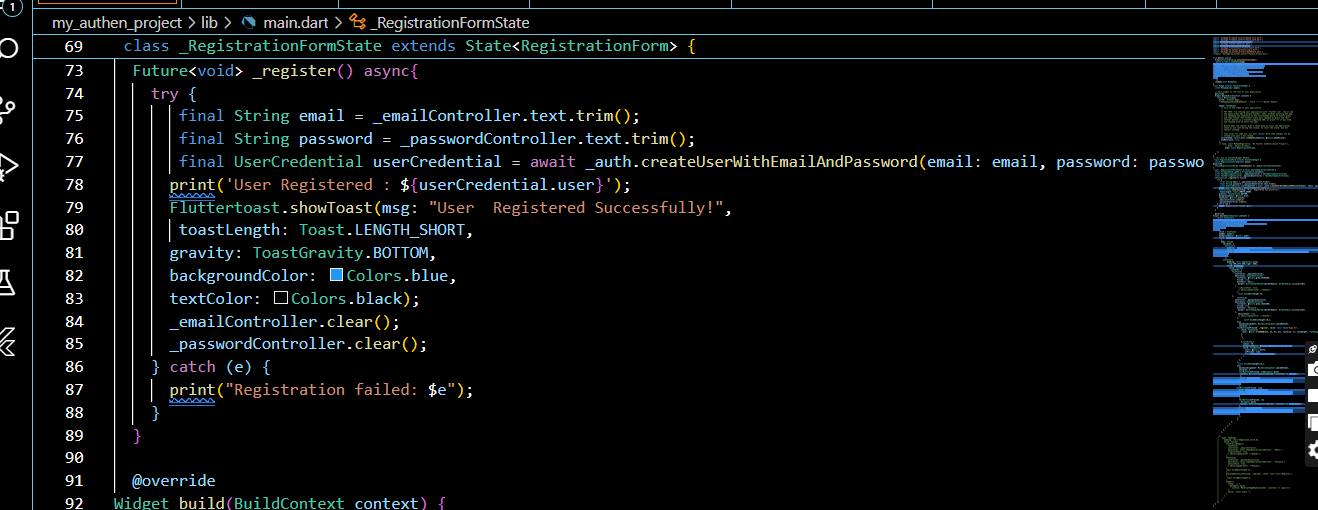 1
my_authen_project > lib > main.dart > _RegistrationFormState
69 class _RegistrationFormState extends State<RegistrationForm> {
73 Future<void> _register() async{
74 try {
75 final String email = _emailController.text.trim();
76 final String password = _passwordController.text.trim();
77 final UserCredential userCredential = await _auth.createUserWithEmailAndPassword(email: email, password: passwo
78 print('User Registered : ${userCredential.user}');
79 Fluttertoast.showToast(msg: "User  Registered Successfully!",
80 toastLength: Toast.LENGTH_SHORT,
81 gravity: ToastGravity.BOTTOM,
82 backgroundColor: Colors.blue,
83 textColor: Colors.black);
84 _emailController.clear();
85 _passwordController.clear();
86 } catch (e) {
87 print("Registration failed: $e");
88 }
89 }
90
91 @override
92 Widget build(BuildContext context) {